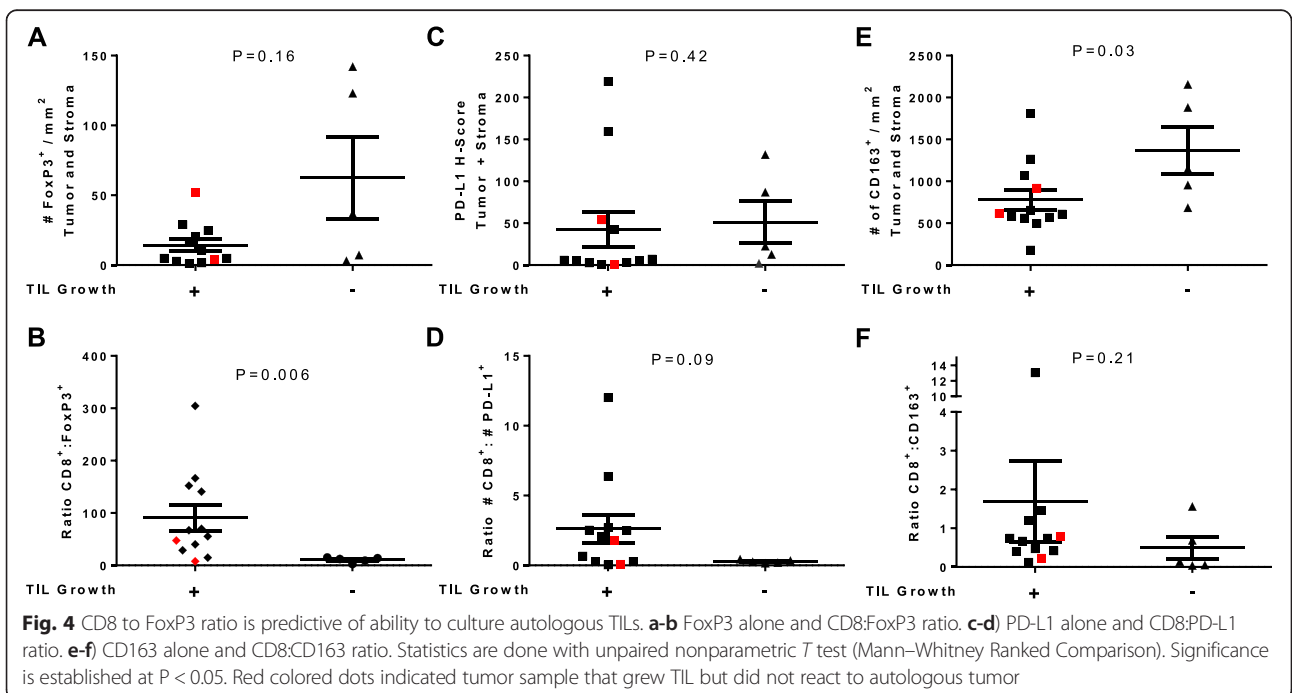 A
P=0.16
# FoxP3+ / mm2
Tumor and Stroma
150
100
50
0
TIL Growth
+
-
C
P=0.42
PD-L1 H-Score
Tumor + Stroma
250
200
150
100
50
0
TIL Growth
+
-
E
P=0.03
# of CD163+ / mm2
Tumor and Stroma
2500
2000
1500
1000
500
0
TIL Growth
+
-
B
P=0.006
Ratio CD8+:FoxP3+
400
300
200
100
0
TIL Growth
+
-
D
P=0.09
Ratio # CD8+: # PD-L1+
15
10
5
0
TIL Growth
+
-
F
P=0.21
Ratio CD8+:CD163+
14
12
10
4
3
2
1
0
TIL Growth
+
-
Fig. 4 CD8 to FoxP3 ratio is predictive of ability to culture autologous TILs. a-b FoxP3 alone and CD8:FoxP3 ratio. c-d) PD-L1 alone and CD8:PD-L1
ratio. e-f) CD163 alone and CD8:CD163 ratio. Statistics are done with unpaired nonparametric T test (Mann–Whitney Ranked Comparison). Significance
is established at P < 0.05. Red colored dots indicated tumor sample that grew TIL but did not react to autologous tumor